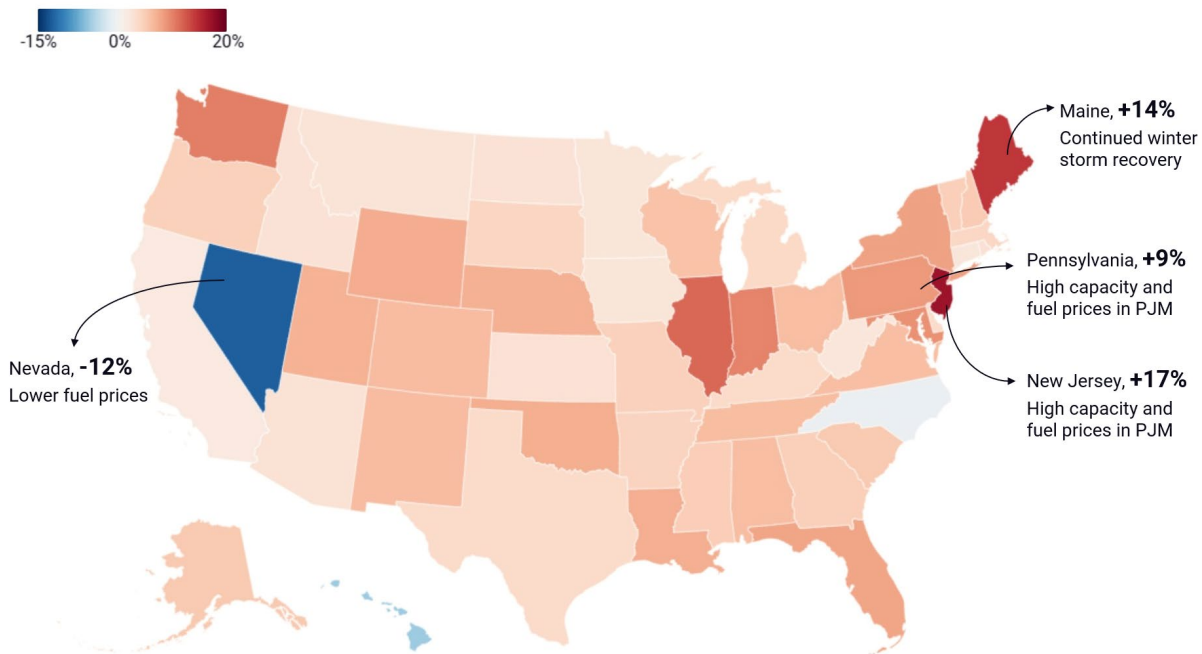 -15% 0% 20%
Maine, +14%
Continued winter
storm recovery
Pennsylvania, +9%
High capacity and
fuel prices in PJM
Nevada, -12%
Lower fuel prices
New Jersey, +17%
High capacity and
fuel prices in PJM